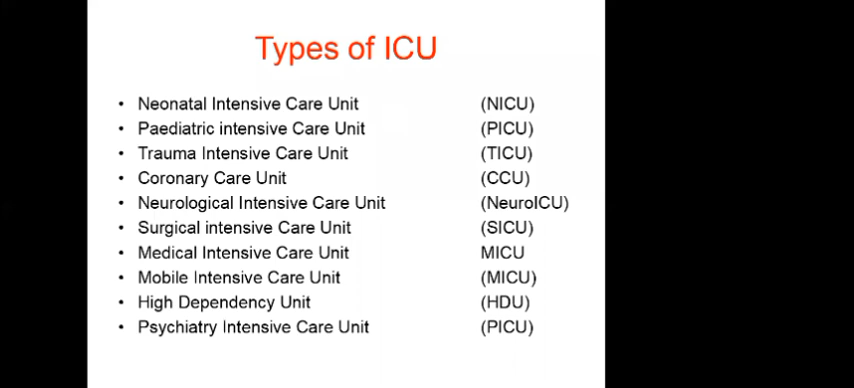 Types of ICU
• Neonatal Intensive Care Unit (NICU)
• Paediatric intensive Care Unit (PICU)
• Trauma Intensive Care Unit (TICU)
• Coronary Care Unit (CCU)
• Neurological Intensive Care Unit (NeuroICU)
• Surgical intensive Care Unit (SICU)
• Medical Intensive Care Unit MICU
• Mobile Intensive Care Unit (MICU)
• High Dependency Unit (HDU)
• Psychiatry Intensive Care Unit (PICU)